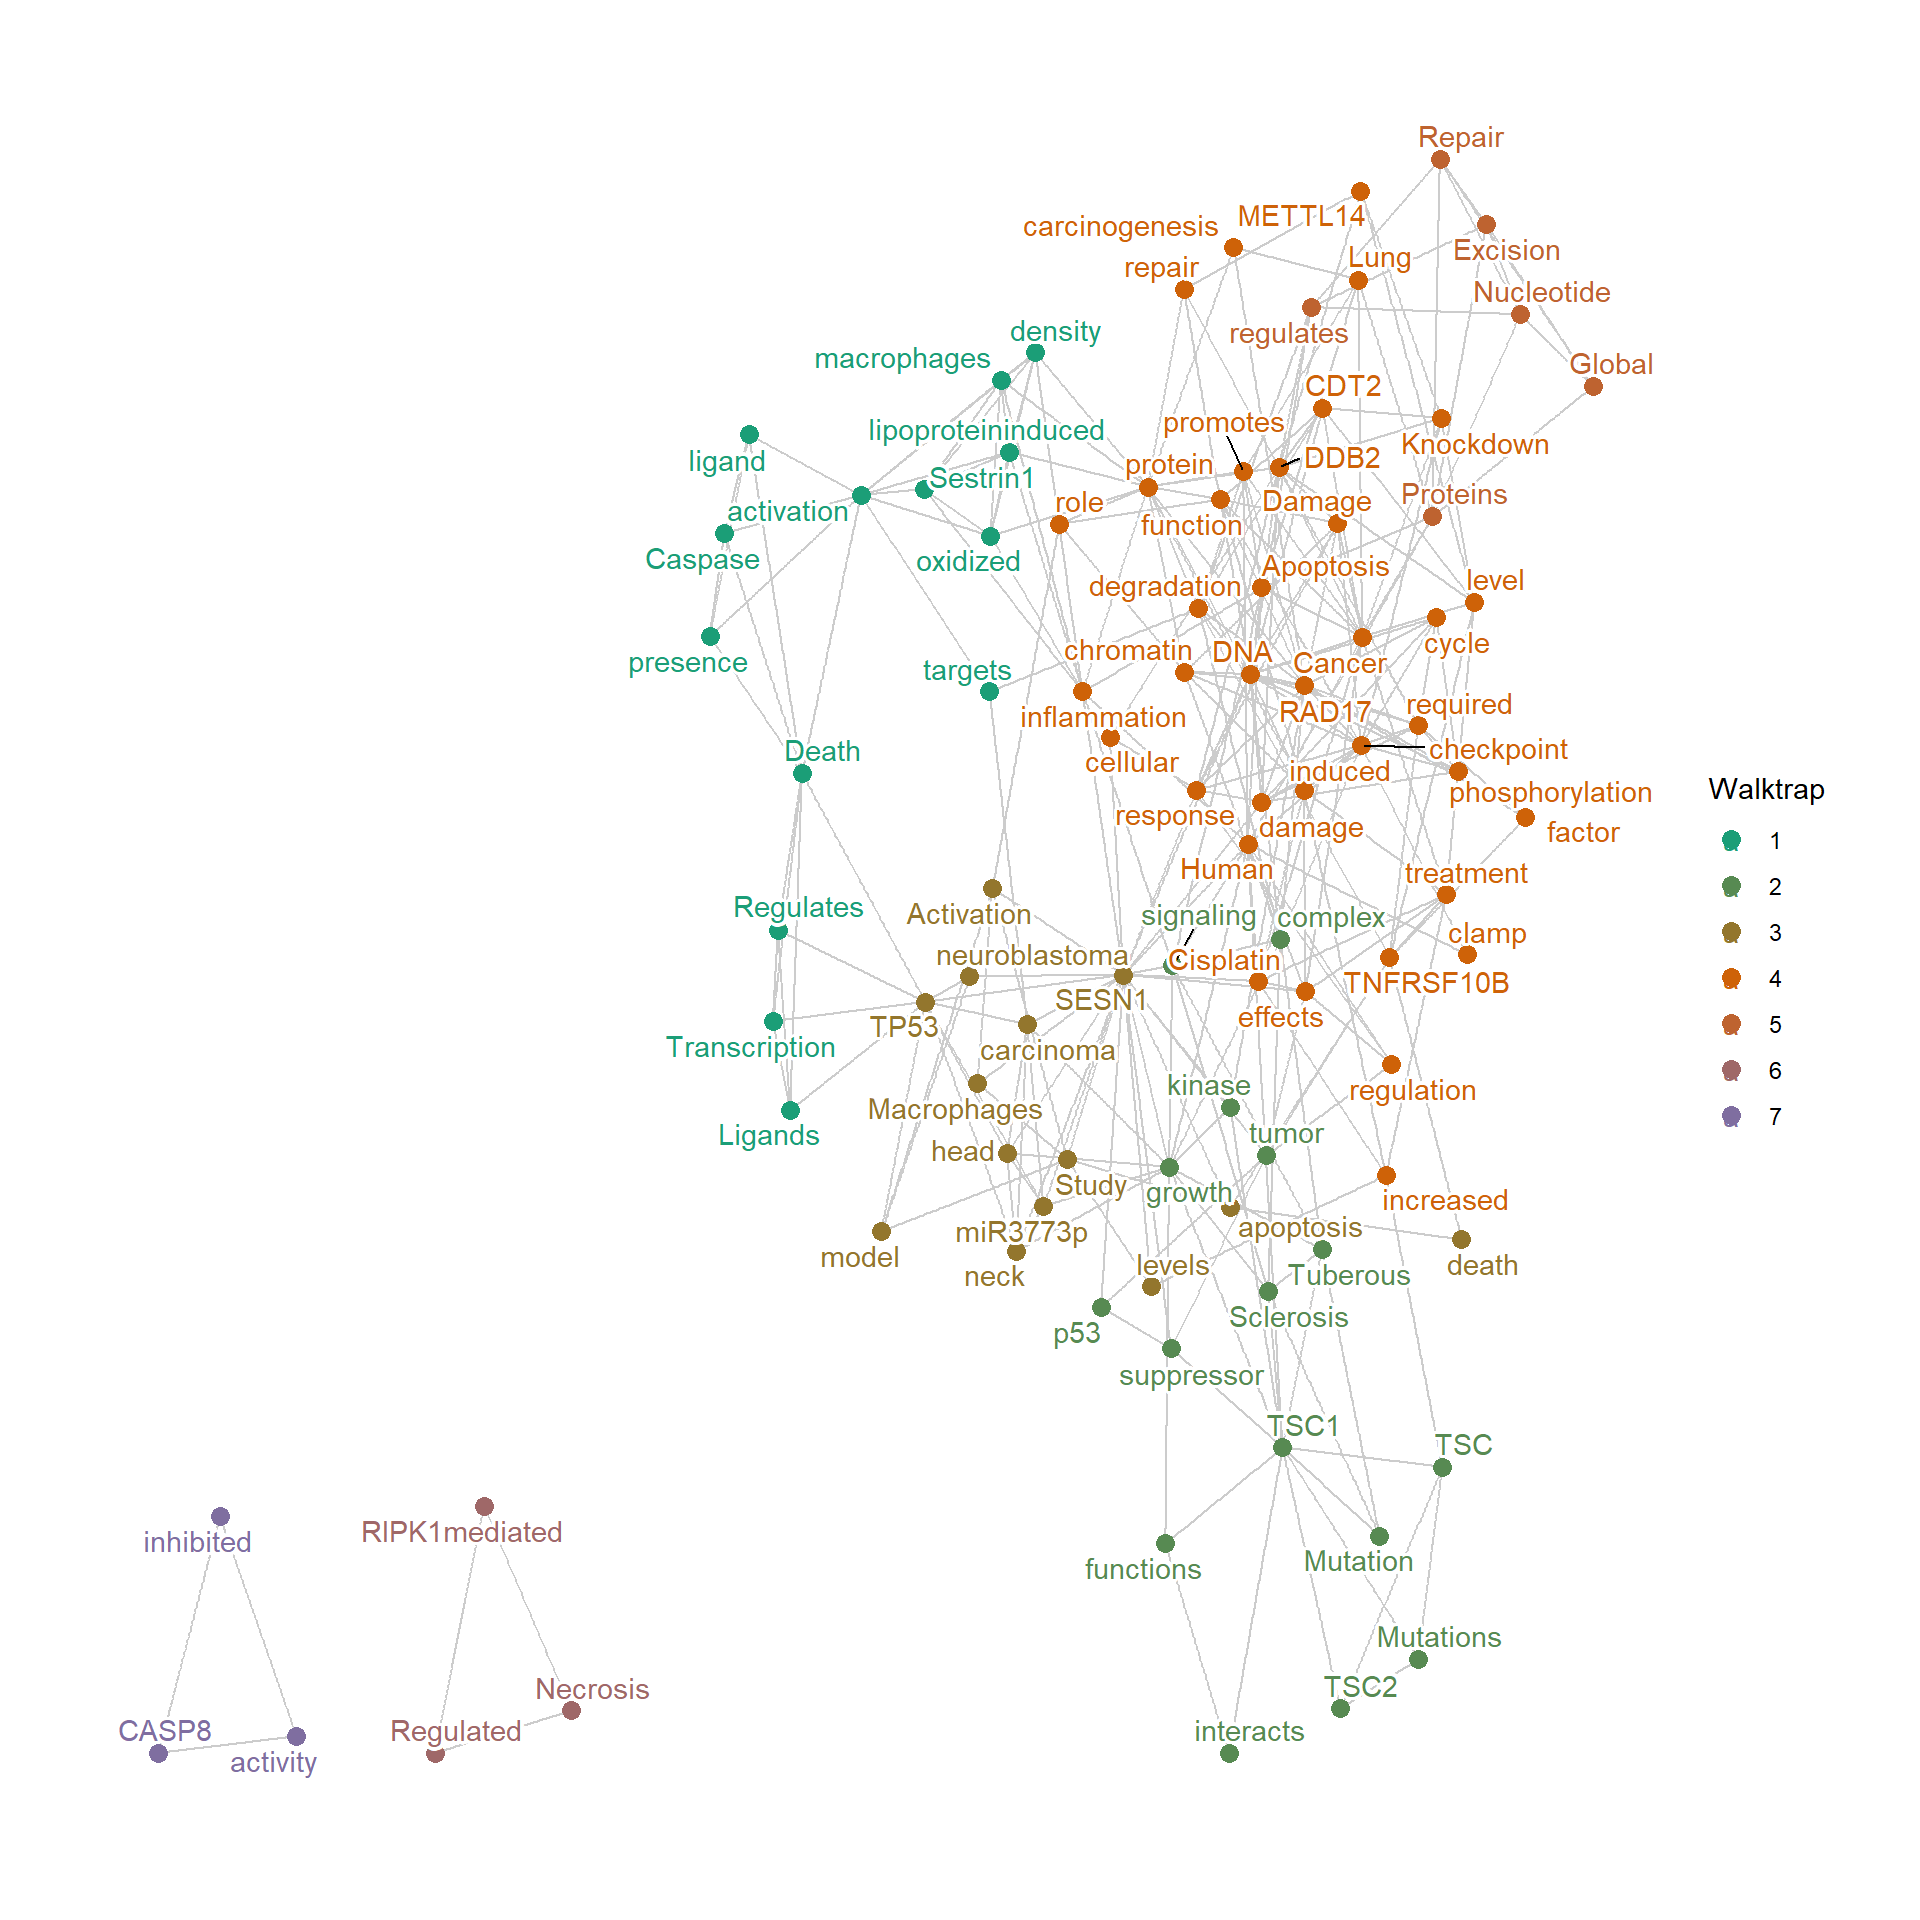 Repair
METTL14
carcinogenesis
Excision
Lung
repair
Nucleotide
density
regulates
macrophages
Global
CDT2
promotes
lipoproteininduced
Knockdown
ligand
protein
DDB2
Sestrin1
Proteins
role
Damage
activation
function
Caspase
oxidized
Apoptosis
level
degradation
cycle
chromatin
DNA
Cancer
presence
targets
required
RAD17
inflammation
Death
checkpoint
cellular
induced
phosphorylation
Walktrap
response
damage
factor
1
Human
treatment
2
Regulates
Activation
signaling
complex
3
clamp
neuroblastoma
Cisplatin
TNFRSF10B
4
SESN1
effects
TP53
5
Transcription
carcinoma
kinase
regulation
6
Macrophages
7
Ligands
tumor
head
Study
growth
increased
miR3773p
apoptosis
model
neck
levels
Tuberous
death
p53
Sclerosis
suppressor
TSC1
TSC
RIPK1mediated
inhibited
functions
Mutation
Mutations
Necrosis
TSC2
CASP8
Regulated
interacts
activity